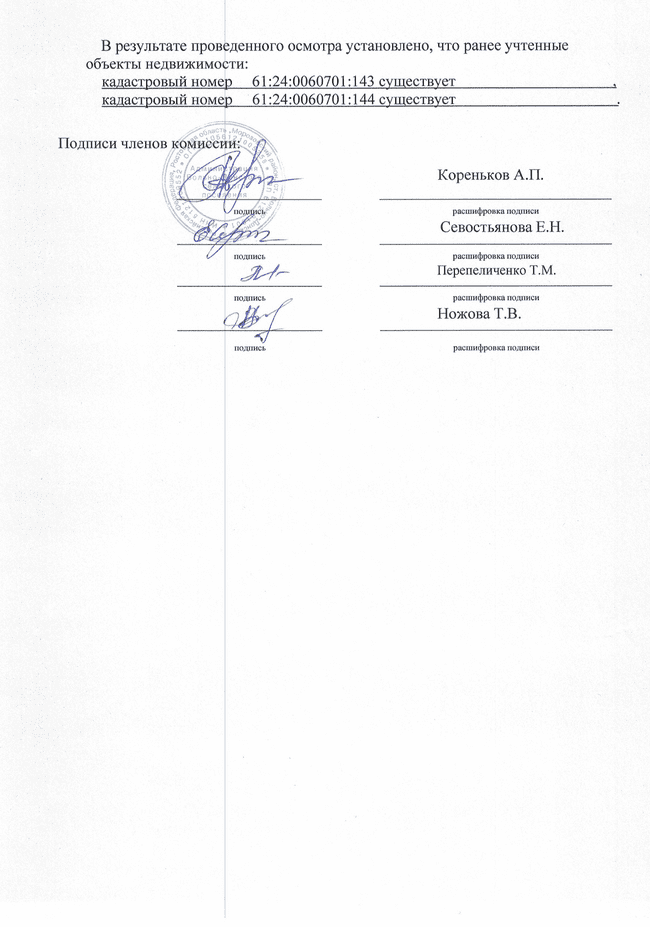 В результате проведенного осмотра установлено, что ранее учтенные
объекты недвижимости:
кадастровый номер 61:24:0060701:143 существует,
кадастровый номер 61:24:0060701:144 существует.
Подписи членов комиссии:
Кореньков А.П.
подпись расшифровка подписи
Севостьянова Е.Н.
подпись расшифровка подписи
Перепеличенко Т.М.
подпись расшифровка подписи
Ножова Т.В.
подпись расшифровка подписи